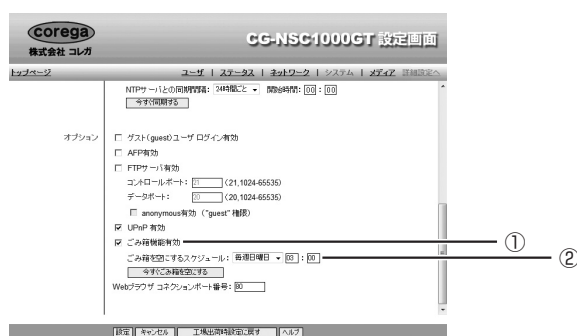 corega
株式会社 コレガ
CG-NSC1000GT 設定画面
トップページ
ユーザ | ステータス | ネットワーク | システム | メディア 詳細設定へ
NTPサーバとの同期間隔: 24時間ごと 開始時間: 00 : 00
今すぐ同期する
オプション
ゲスト(guest)ユーザ ログイン有効
AFP有効
FTPサーバ有効
コントロールポート: 21 (21,1024-65535)
データポート: 20 (20,1024-65535)
anonymous有効 ("guest" 権限)
UPnP 有効
ごみ箱機能有効
①
ごみ箱を空にするスケジュール: 毎週日曜日 03 : 00
②
今すぐごみ箱を空にする
Webブラウザ コネクションポート番号: 80
設定 キャンセル 工場出荷時設定に戻す ヘルプ